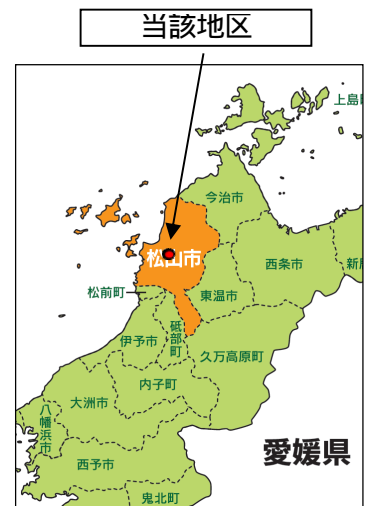 当該地区
上島
今治市
松山市
西条市
新
松前町
東温市
砥部町
伊予市
久万高原町
内子町
大洲市
八幡浜市
愛媛県
西予市
鬼北町